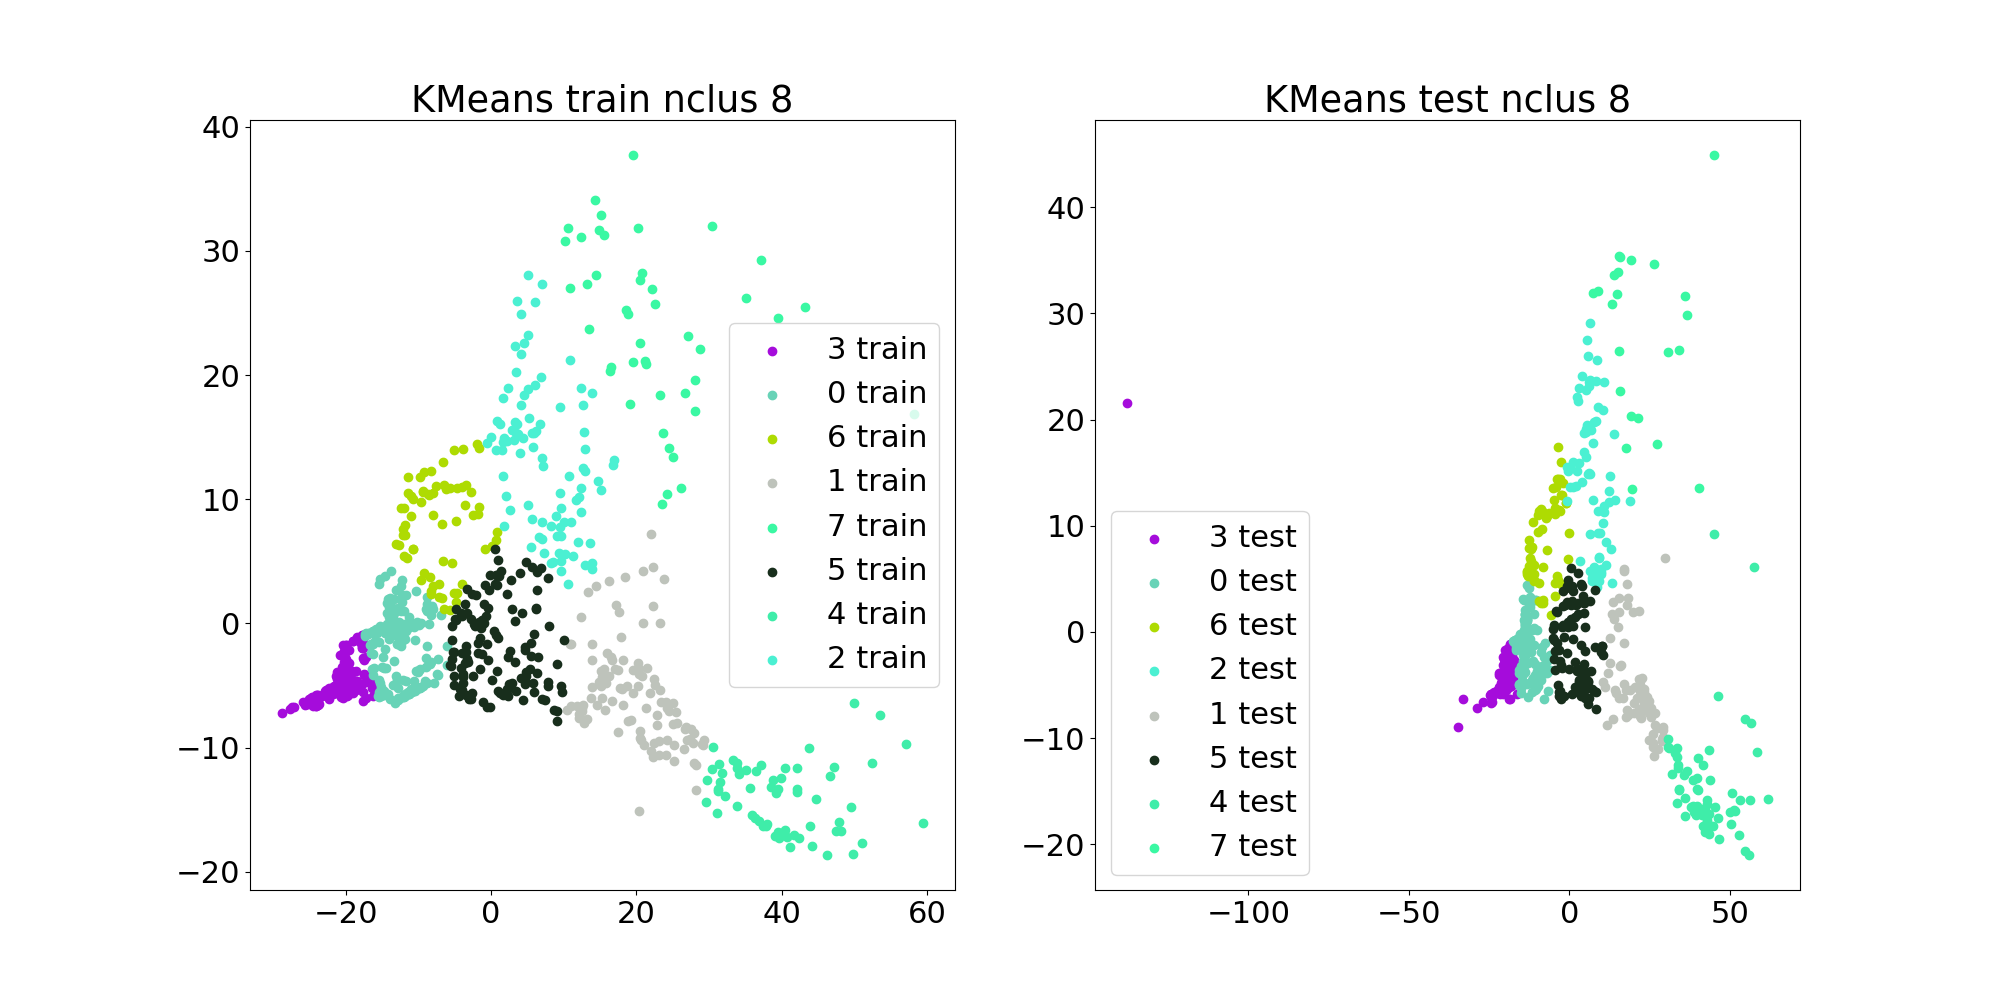 KMeans train nclus 8
40
30
20
10
0
−10
−20
−20 0 20 40 60
3 train
0 train
6 train
1 train
7 train
5 train
4 train
2 train
KMeans test nclus 8
40
30
20
10
0
−10
−20
−100 −50 0 50
3 test
0 test
6 test
2 test
1 test
5 test
4 test
7 test